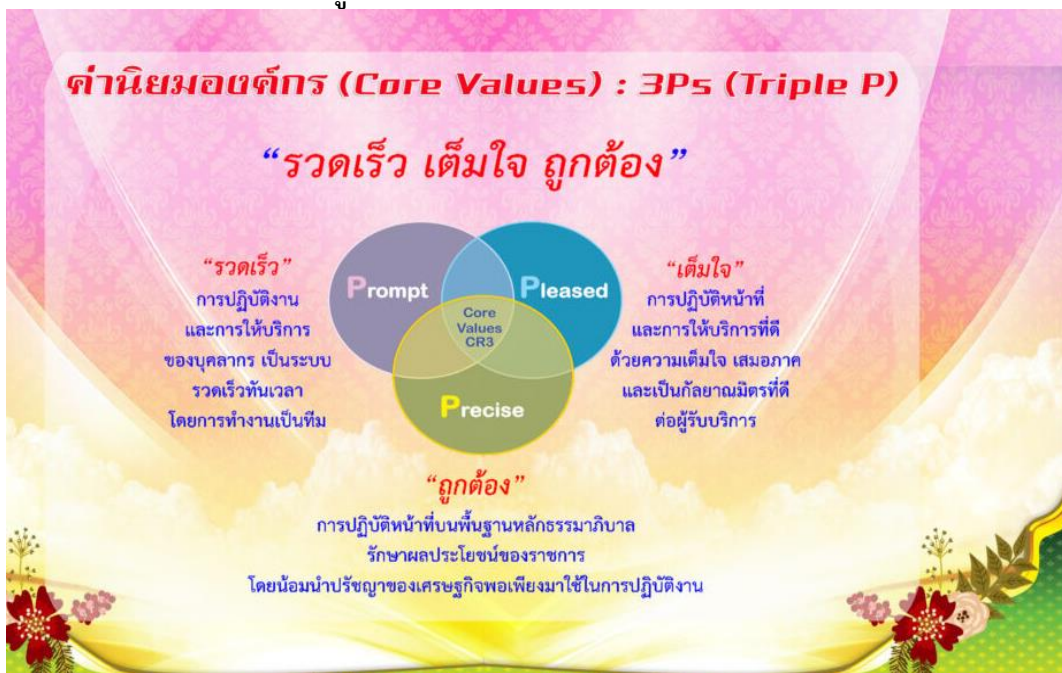 ค่านิยมองค์กร (Core Values) : 3Ps (Triple P)
“รวดเร็ว เต็มใจ ถูกต้อง”
“รวดเร็ว”
การปฏิบัติงาน
และการให้บริการ
ของบุคลากร เป็นระบบ
รวดเร็วทันเวลา
โดยการทำงานเป็นทีม
Prompt
Pleased
Core
Values
CR3
Precise
“เต็มใจ”
การปฏิบัติหน้าที่
และการให้บริการที่ดี
ด้วยความเต็มใจ เสมอภาค
และเป็นกัลยาณมิตรที่ดี
ต่อผู้รับบริการ
“ถูกต้อง”
การปฏิบัติหน้าที่บนพื้นฐานหลักธรรมาภิบาล
รักษาผลประโยชน์ของราชการ
โดยน้อมนำปรัชญาของเศรษฐกิจพอเพียงมาใช้ในการปฏิบัติงาน